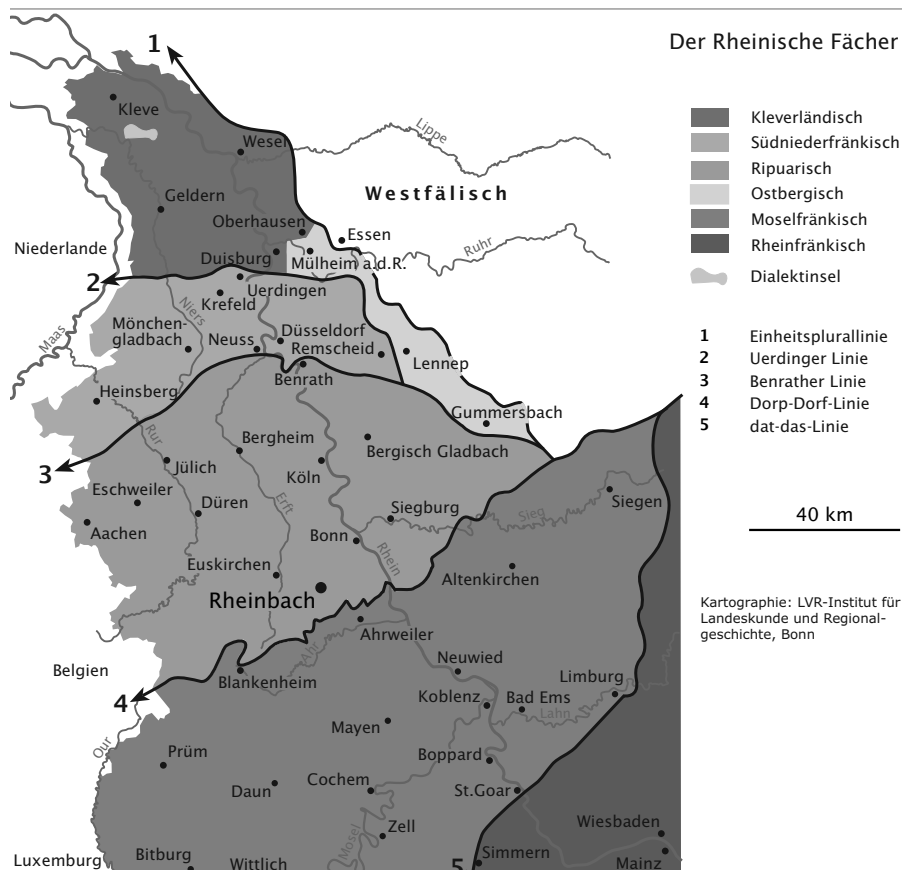 Der Rheinische Fächer
Kleverländisch
Südniederfränkisch
Ripuarisch
Ostbergisch
Moselfränkisch
Rheinfränkisch
Dialektinsel
1 Einheitsplurallinie
2 Uerdinger Linie
3 Benrather Linie
4 Dorp-Dorf-Linie
5 dat-das-Linie
40 km
Kartographie: LVR-Institut für
Landeskunde und Regional-
geschichte, Bonn
1
Kleve
Lippe
Wesel
Westfälisch
Geldern
Oberhausen
Essen
Niederlande
Duisburg
Mülheim a.d.R.
Ruhr
2
Uerdingen
Krefeld
Niers
Maas
Mönchen-
gladbach
Neuss
Düsseldorf
Remscheid
Lennep
Benrath
Heinsberg
Gummersbach
Rur
Bergheim
Bergisch Gladbach
3
Jülich
Köln
Eschweiler
Düren
Erft
Siegburg
Sieg
Siegen
Aachen
Bonn
Rhein
Euskirchen
Altenkirchen
Rheinbach
Ahrweiler
Ahr
Belgien
Blankenheim
Neuwied
Limburg
4
Koblenz
Bad Ems
Lahn
Mayen
Our
Prüm
Boppard
Daun
Cochem
St.Goar
Zell
Wiesbaden
Mosel
Luxemburg
Bitburg
Wittlich
5
Simmern
Mainz